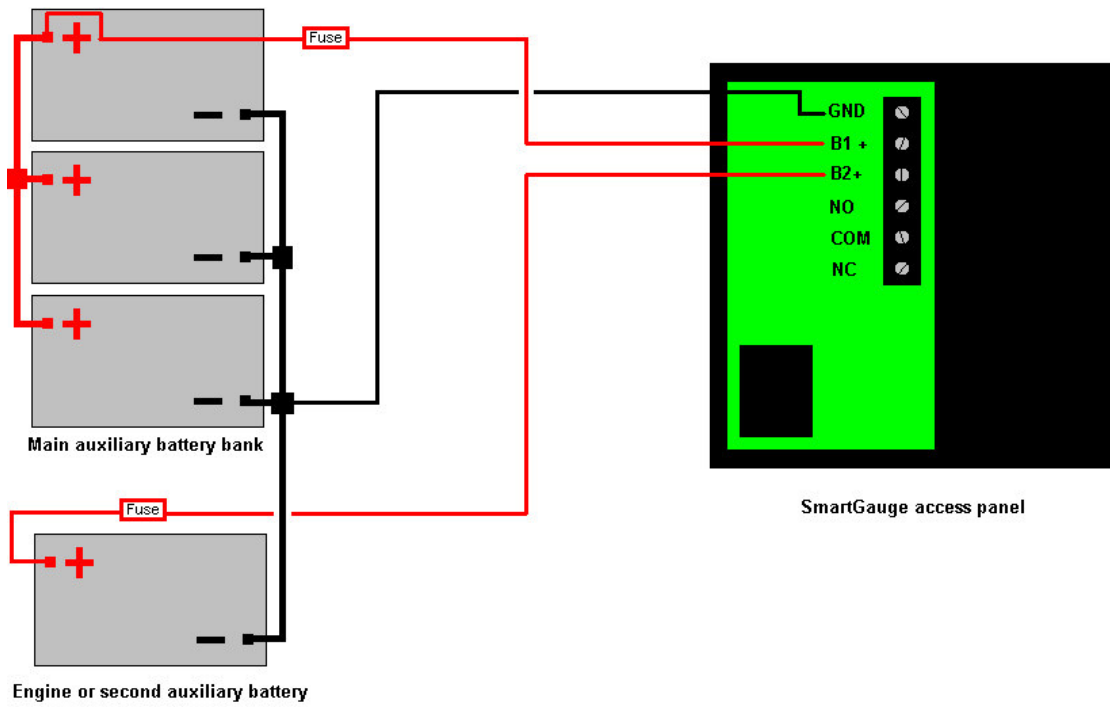 +
Fuse
−
GND
B1 +
B2+
+
NO
−
COM
NC
+
−
Main auxiliary battery bank
SmartGauge access panel
Fuse
+
−
Engine or second auxiliary battery